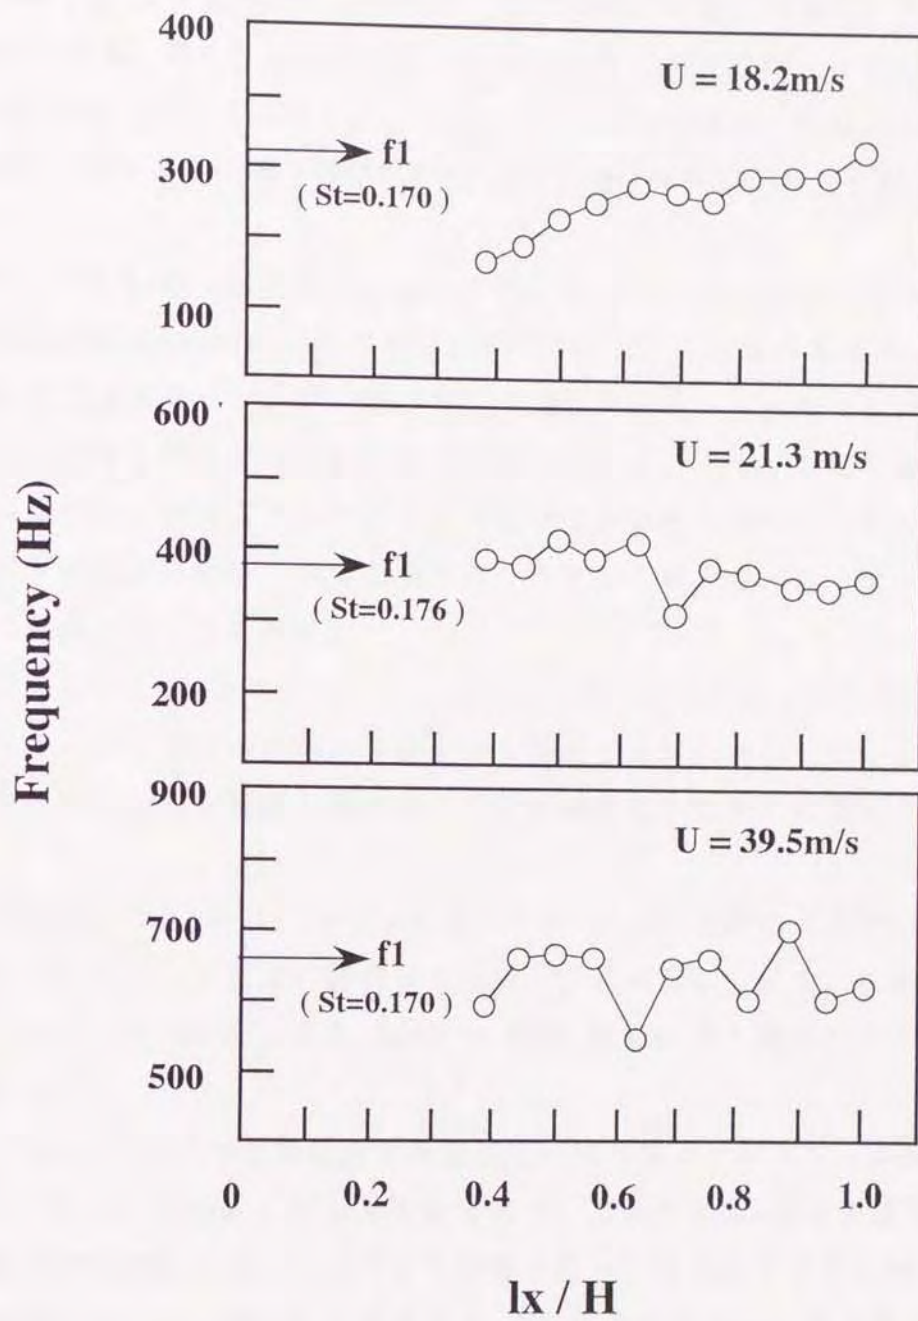 400
U = 18.2m/s
300
f1
( St=0.170 )
100
600
U = 21.3 m/s
400
f1
( St=0.176 )
200
Frequency (Hz)
900
U = 39.5m/s
700
f1
( St=0.170 )
500
0 0.2 0.4 0.6 0.8 1.0
lx / H